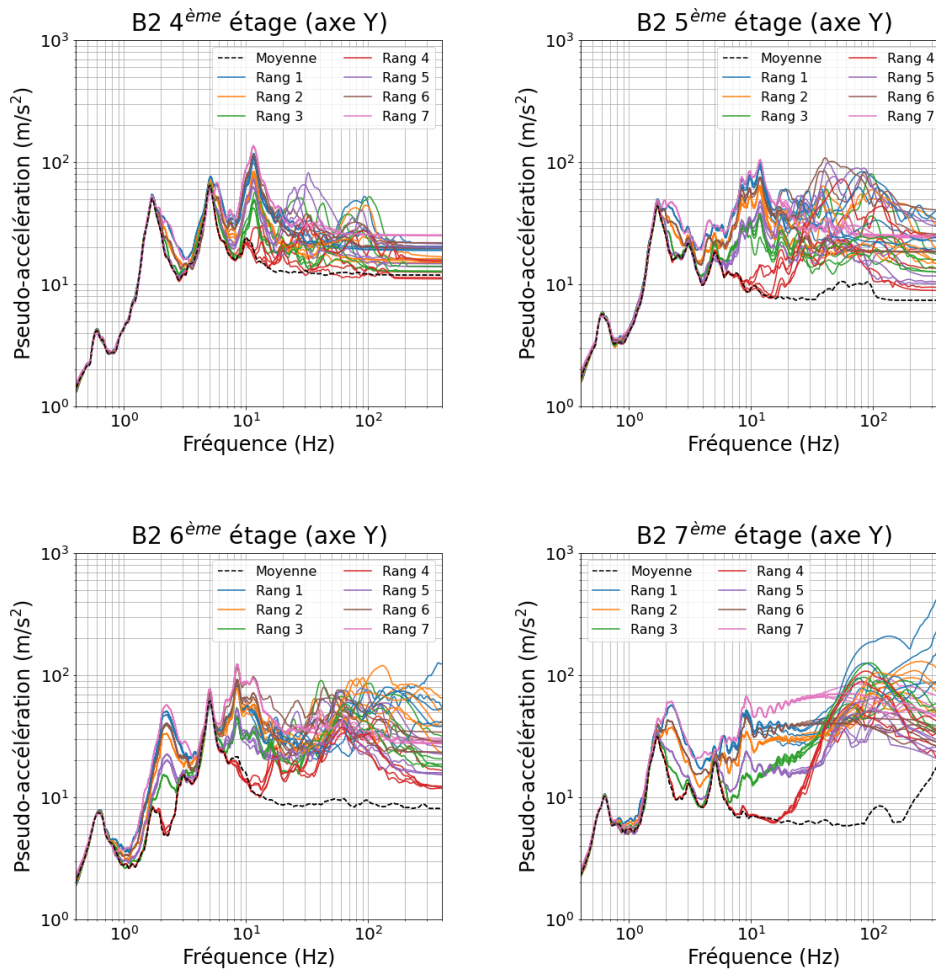 B2 4ème étage (axe Y)
Pseudo-accélération (m/s²)
10³
10²
10¹
10⁰
Moyenne
Rang 1
Rang 2
Rang 3
Rang 4
Rang 5
Rang 6
Rang 7
10⁰ 10¹ 10²
Fréquence (Hz)
B2 5ème étage (axe Y)
Pseudo-accélération (m/s²)
10³
10²
10¹
10⁰
Moyenne
Rang 1
Rang 2
Rang 3
Rang 4
Rang 5
Rang 6
Rang 7
10⁰ 10¹ 10²
Fréquence (Hz)
B2 6ème étage (axe Y)
Pseudo-accélération (m/s²)
10³
10²
10¹
10⁰
Moyenne
Rang 1
Rang 2
Rang 3
Rang 4
Rang 5
Rang 6
Rang 7
10⁰ 10¹ 10²
Fréquence (Hz)
B2 7ème étage (axe Y)
Pseudo-accélération (m/s²)
10³
10²
10¹
10⁰
Moyenne
Rang 1
Rang 2
Rang 3
Rang 4
Rang 5
Rang 6
Rang 7
10⁰ 10¹ 10²
Fréquence (Hz)